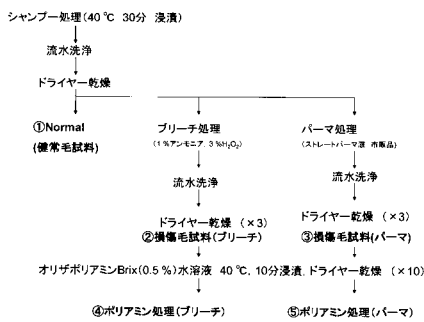 シャンプー処理(40 ℃ 30分 浸漬)
流水洗浄
ドライヤー乾燥
①Normal
(健常毛試料)
ブリーチ処理
(1%アンモニア, 3%H₂O₂)
パーマ処理
(ストレートパーマ液 市販品)
流水洗浄
流水洗浄
ドライヤー乾燥 (×3)
②損傷毛試料(ブリーチ)
ドライヤー乾燥 (×3)
③損傷毛試料(パーマ)
オリザポリアミンBrix(0.5 %)水溶液 40 ℃, 10分浸漬, ドライヤー乾燥 (×10)
④ポリアミン処理(ブリーチ)
⑤ポリアミン処理(パーマ)